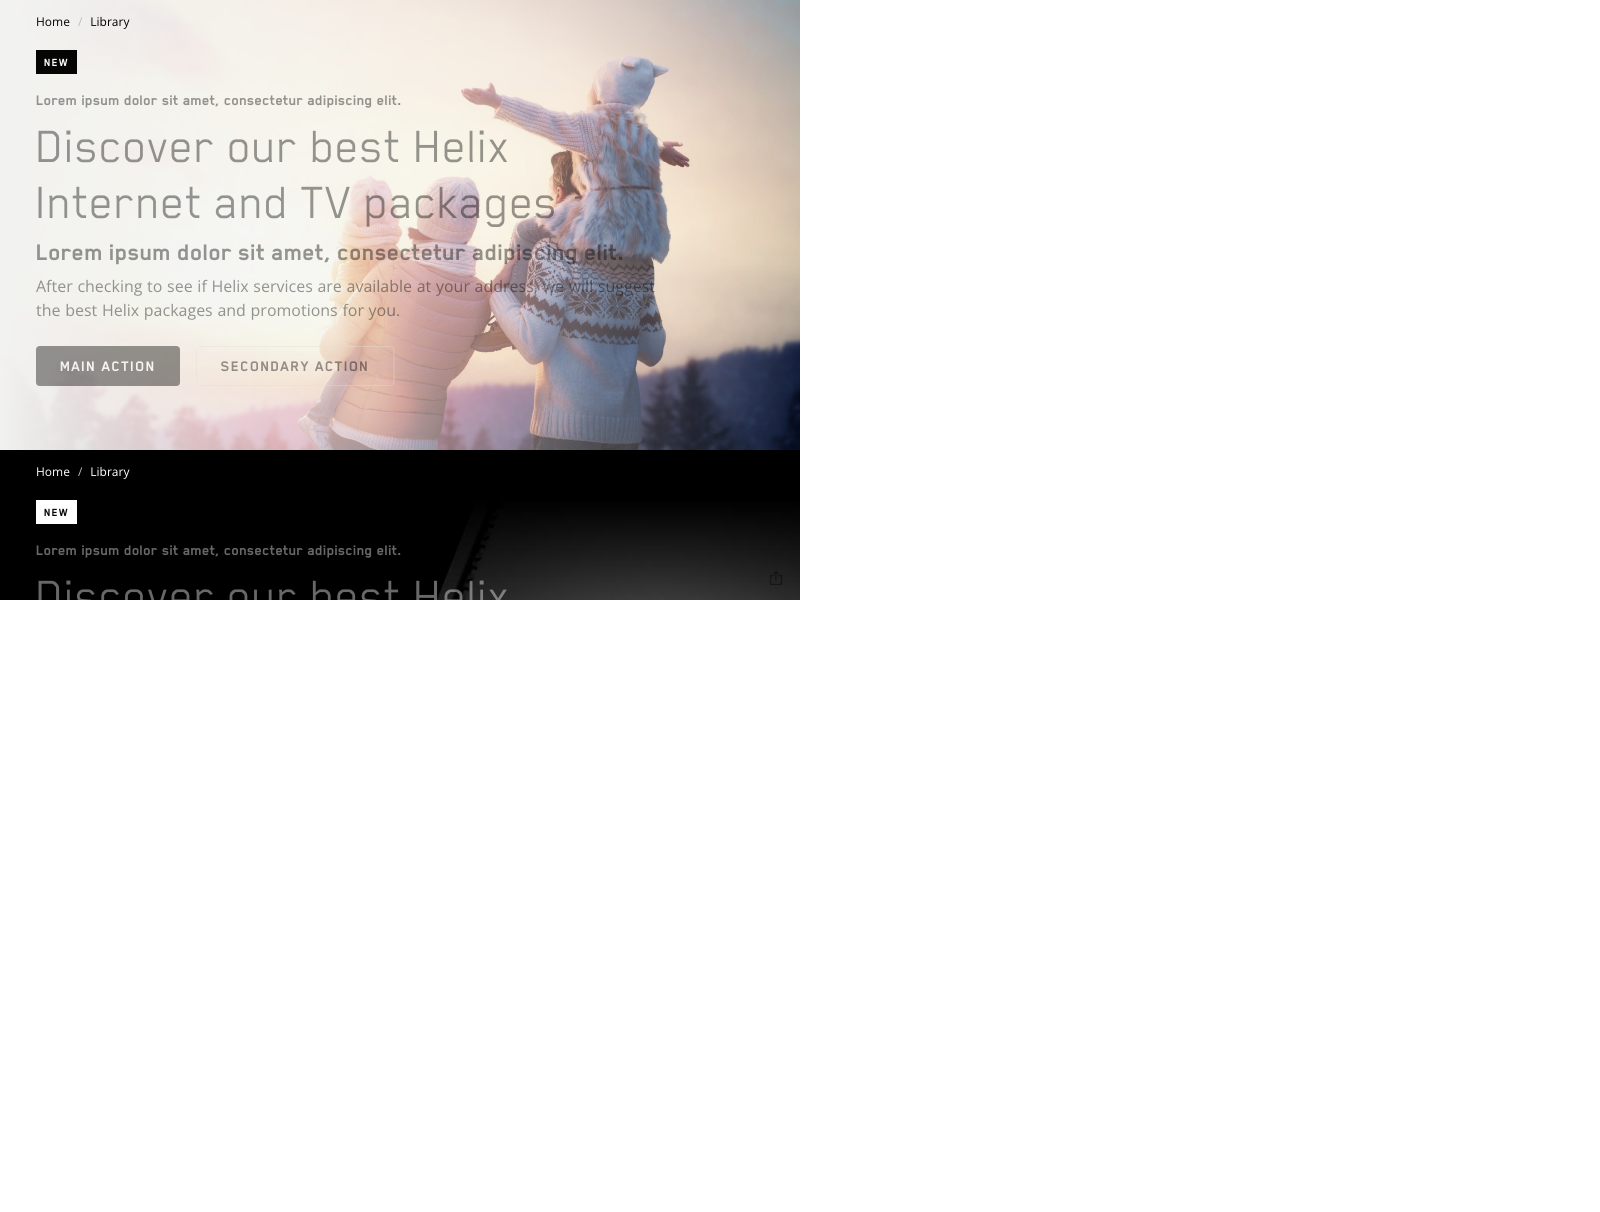 Home / Library
NEW
Lorem ipsum dolor sit amet, consectetur adipiscing elit.
Discover our best Helix
Internet and TV packages
Lorem ipsum dolor sit amet, consectetur adipiscing elit.
After checking to see if Helix services are available at your address, we will suggest
the best Helix packages and promotions for you.
MAIN ACTION SECONDARY ACTION
Home / Library
NEW
Lorem ipsum dolor sit amet, consectetur adipiscing elit.
Discover our best Helix